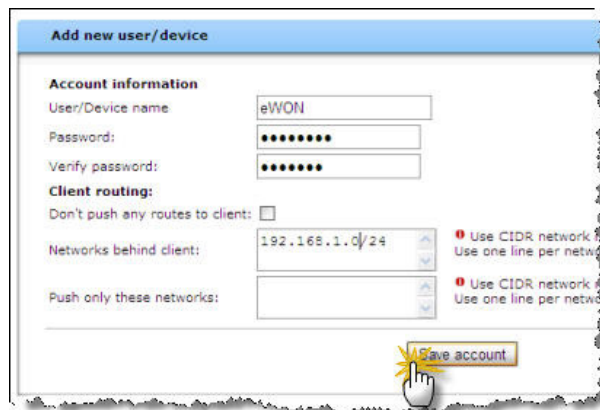 Add new user/device
Account information
User/Device name eWON
Password: ••••••••
Verify password: •••••••
Client routing:
Don't push any routes to client:
Networks behind client: 192.168.1.0/24
Use CIDR network
Use one line per
Push only these networks:
Use CIDR network
Use one line per
Save account